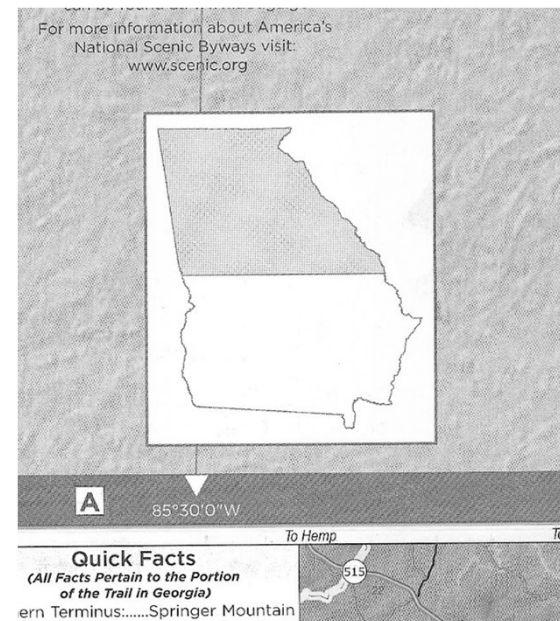 For more information about America's
National Scenic Byways visit:
www.scenic.org
A
85°30'0"W
To Hemp
Quick Facts
(All Facts Pertain to the Portion
of the Trail in Georgia)
ern Terminus:......Springer Mountain
515
22